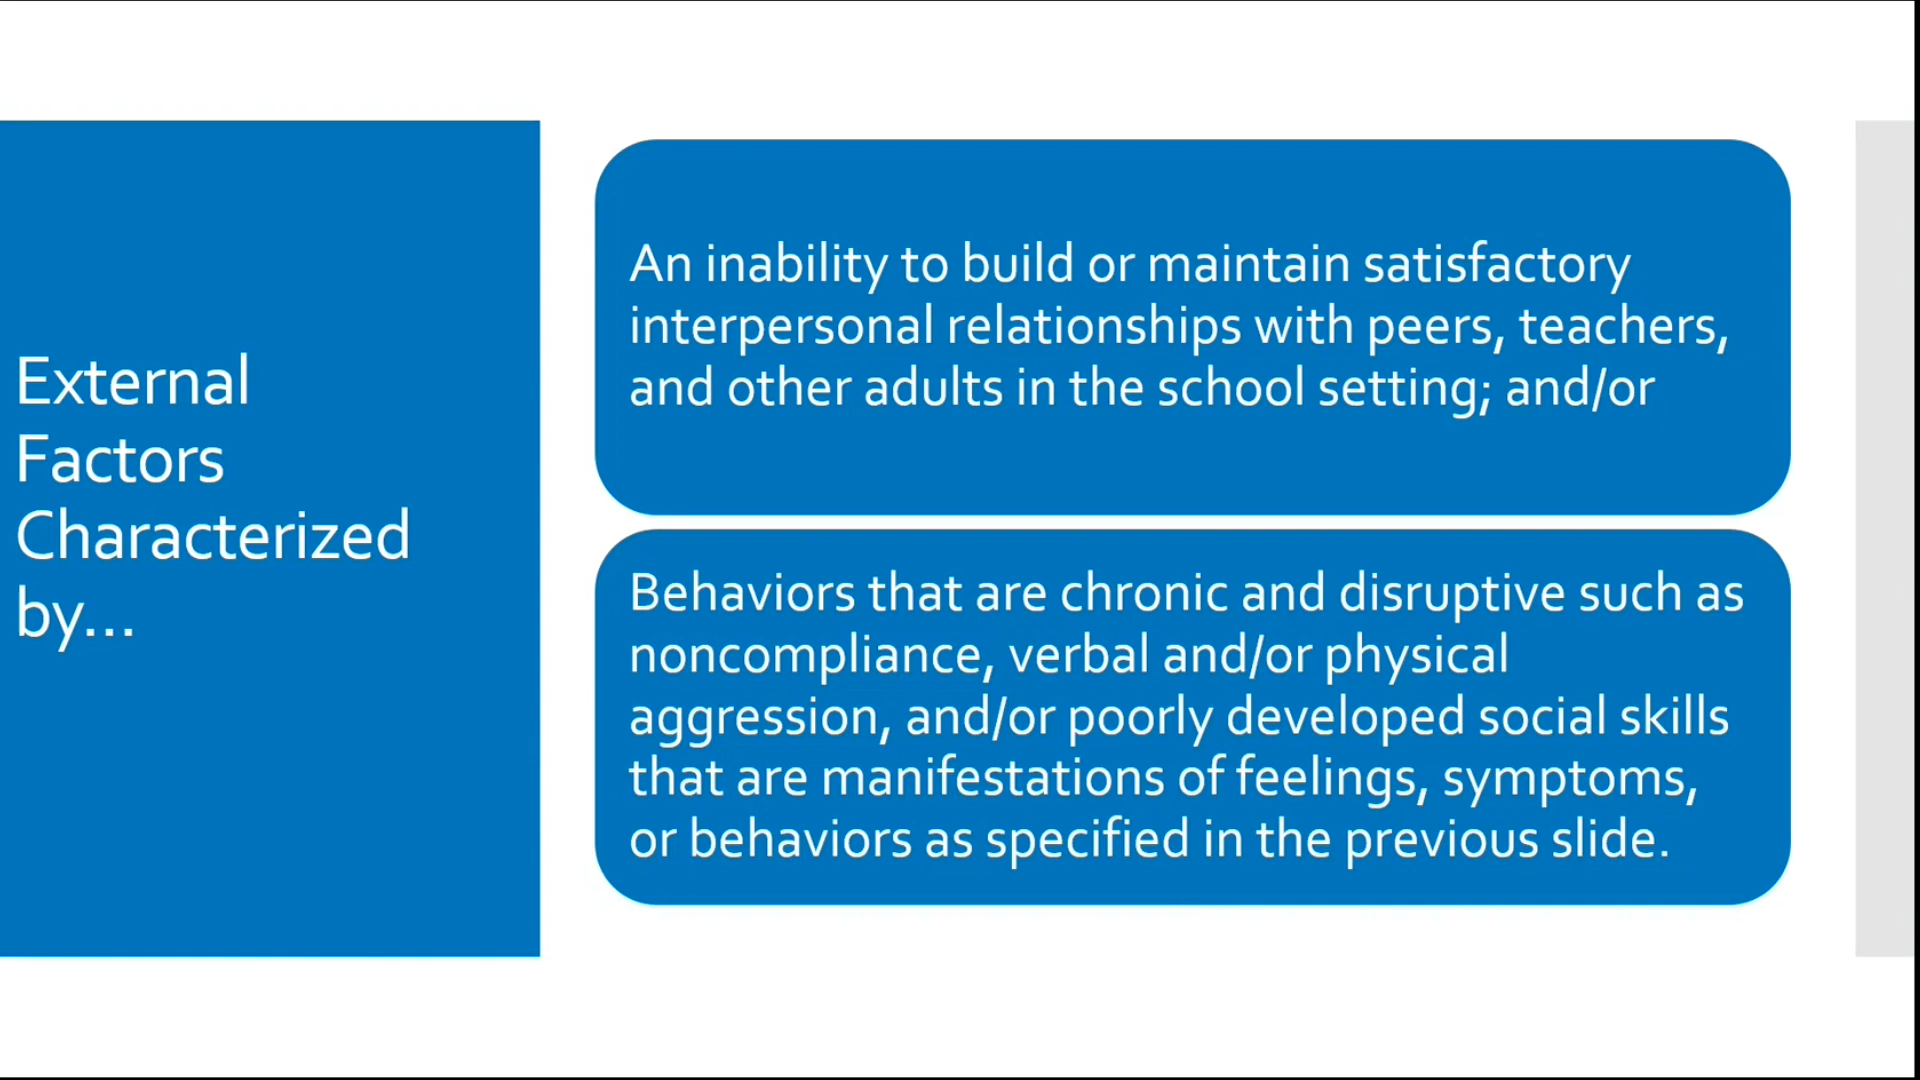 External
Factors
Characterized
by...
An inability to build or maintain satisfactory
interpersonal relationships with peers, teachers,
and other adults in the school setting; and/or
Behaviors that are chronic and disruptive such as
noncompliance, verbal and/or physical
aggression, and/or poorly developed social skills
that are manifestations of feelings, symptoms,
or behaviors as specified in the previous slide.